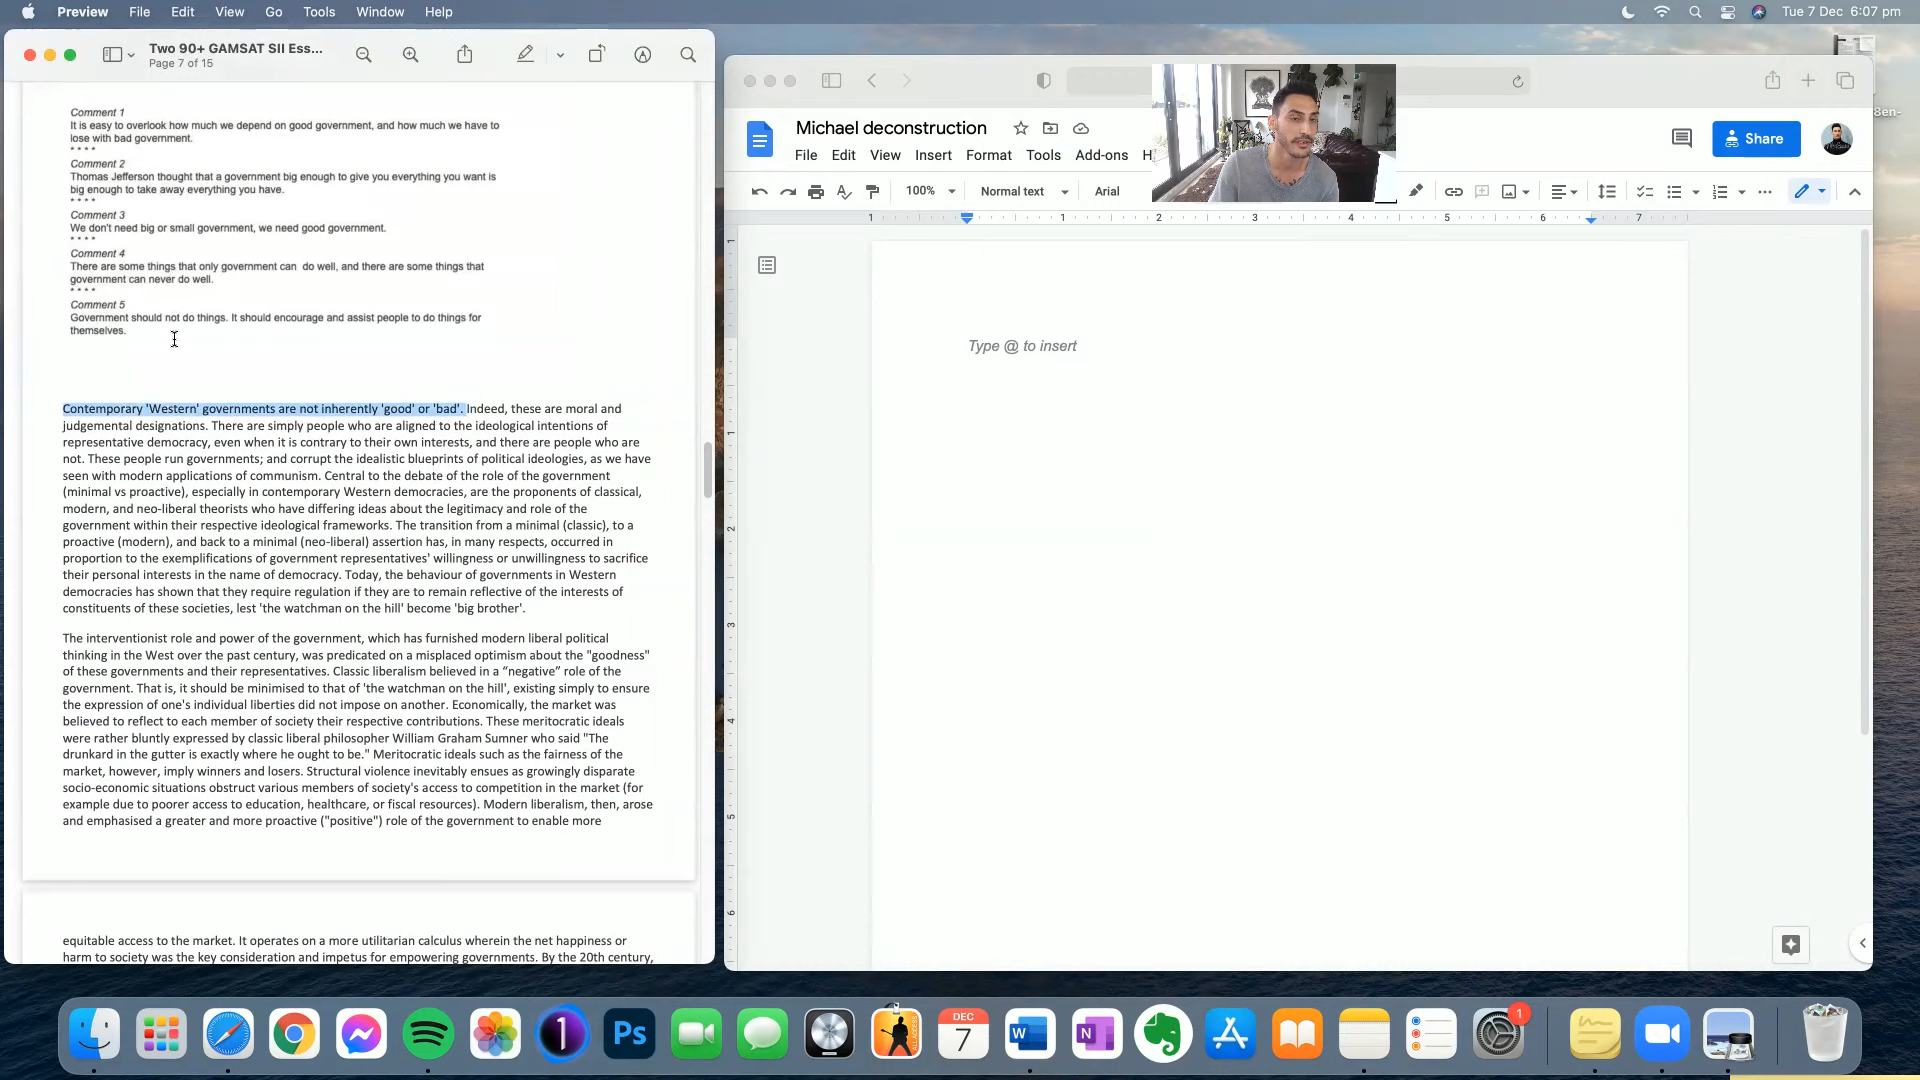 Preview File Edit View Go Tools Window Help
Tue 7 Dec 6:07 pm
Two 90+ GAMSAT SII Ess...
Page 7 of 15
Comment 1
It is easy to overlook how much we depend on good government, and how much we have to
lose with bad government.
* * * *
Comment 2
Thomas Jefferson thought that a government big enough to give you everything you want is
big enough to take away everything you have.
* * * *
Comment 3
We don't need big or small government, we need good government.
* * * *
Comment 4
There are some things that only government can do well, and there are some things that
government can never do well.
* * * *
Comment 5
Government should not do things. It should encourage and assist people to do things for
themselves.
Contemporary 'Western' governments are not inherently 'good' or 'bad'. Indeed, these are moral and
judgemental designations. There are simply people who are aligned to the ideological intentions of
representative democracy, even when it is contrary to their own interests, and there are people who are
not. These people run governments; and corrupt the idealistic blueprints of political ideologies, as we have
seen with modern applications of communism. Central to the debate of the role of the government
(minimal vs proactive), especially in contemporary Western democracies, are the proponents of classical,
modern, and neo-liberal theorists who have differing ideas about the legitimacy and role of the
government within their respective ideological frameworks. The transition from a minimal (classic), to a
proactive (modern), and back to a minimal (neo-liberal) assertion has, in many respects, occurred in
proportion to the exemplifications of government representatives' willingness or unwillingness to sacrifice
their personal interests in the name of democracy. Today, the behaviour of governments in Western
democracies has shown that they require regulation if they are to remain reflective of the interests of
constituents of these societies, lest 'the watchman on the hill' become 'big brother'.
The interventionist role and power of the government, which has furnished modern liberal political
thinking in the West over the past century, was predicated on a misplaced optimism about the "goodness"
of these governments and their representatives. Classic liberalism believed in a “negative” role of the
government. That is, it should be minimised to that of 'the watchman on the hill', existing simply to ensure
the expression of one's individual liberties did not impose on another. Economically, the market was
believed to reflect to each member of society their respective contributions. These meritocratic ideals
were rather bluntly expressed by classic liberal philosopher William Graham Sumner who said "The
drunkard in the gutter is exactly where he ought to be." Meritocratic ideals such as the fairness of the
market, however, imply winners and losers. Structural violence inevitably ensues as growingly disparate
socio-economic situations obstruct various members of society's access to competition in the market (for
example due to poorer access to education, healthcare, or fiscal resources). Modern liberalism, then, arose
and emphasised a greater and more proactive ("positive") role of the government to enable more
equitable access to the market. It operates on a more utilitarian calculus wherein the net happiness or
harm to society was the key consideration and impetus for empowering governments. By the 20th century,
Michael deconstruction
File Edit View Insert Format Tools Add-ons H
Share
100% Normal text Arial
1 1 2 3 4 5 6 7
1
1
2
3
4
5
6
Type @ to insert
8en-
Ps
DEC
7
W
N
1
1